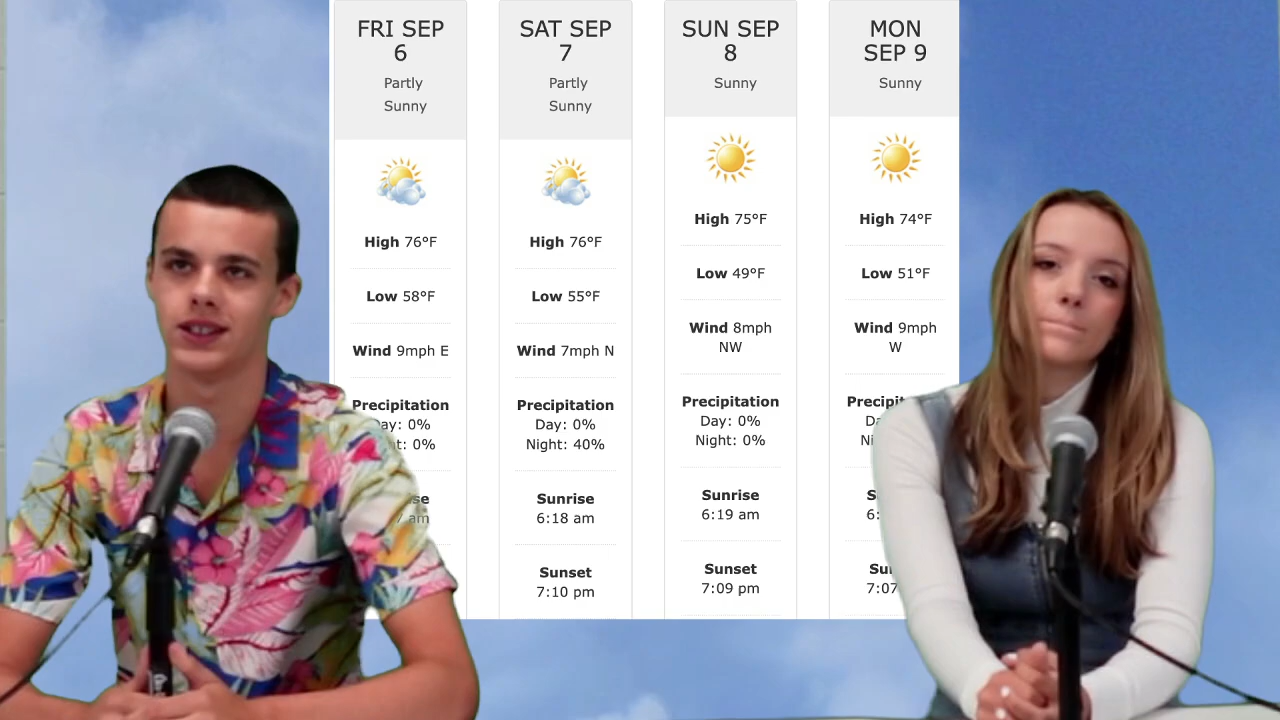 FRI SEP
6
Partly
Sunny
High 76°F
Low 58°F
Wind 9mph E
Precipitation
Day: 0%
Night: 0%
am
SAT SEP
7
Partly
Sunny
High 76°F
Low 55°F
Wind 7mph N
Precipitation
Day: 0%
Night: 40%
Sunrise
6:18 am
Sunset
7:10 pm
SUN SEP
8
Sunny
High 75°F
Low 49°F
Wind 8mph
NW
Precipitation
Day: 0%
Night: 0%
Sunrise
6:19 am
Sunset
7:09 pm
MON
SEP 9
Sunny
High 74°F
Low 51°F
Wind 9mph
W
7:07